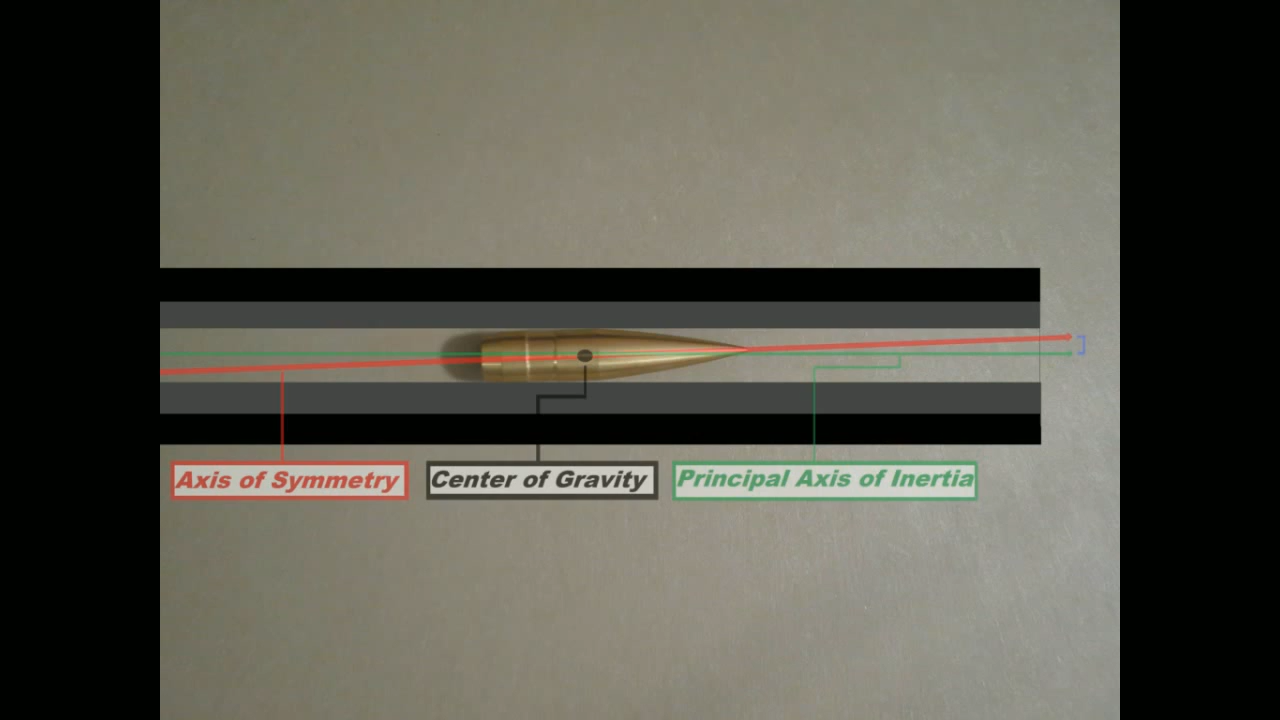 Axis of Symmetry
Center of Gravity
Principal Axis of Inertia